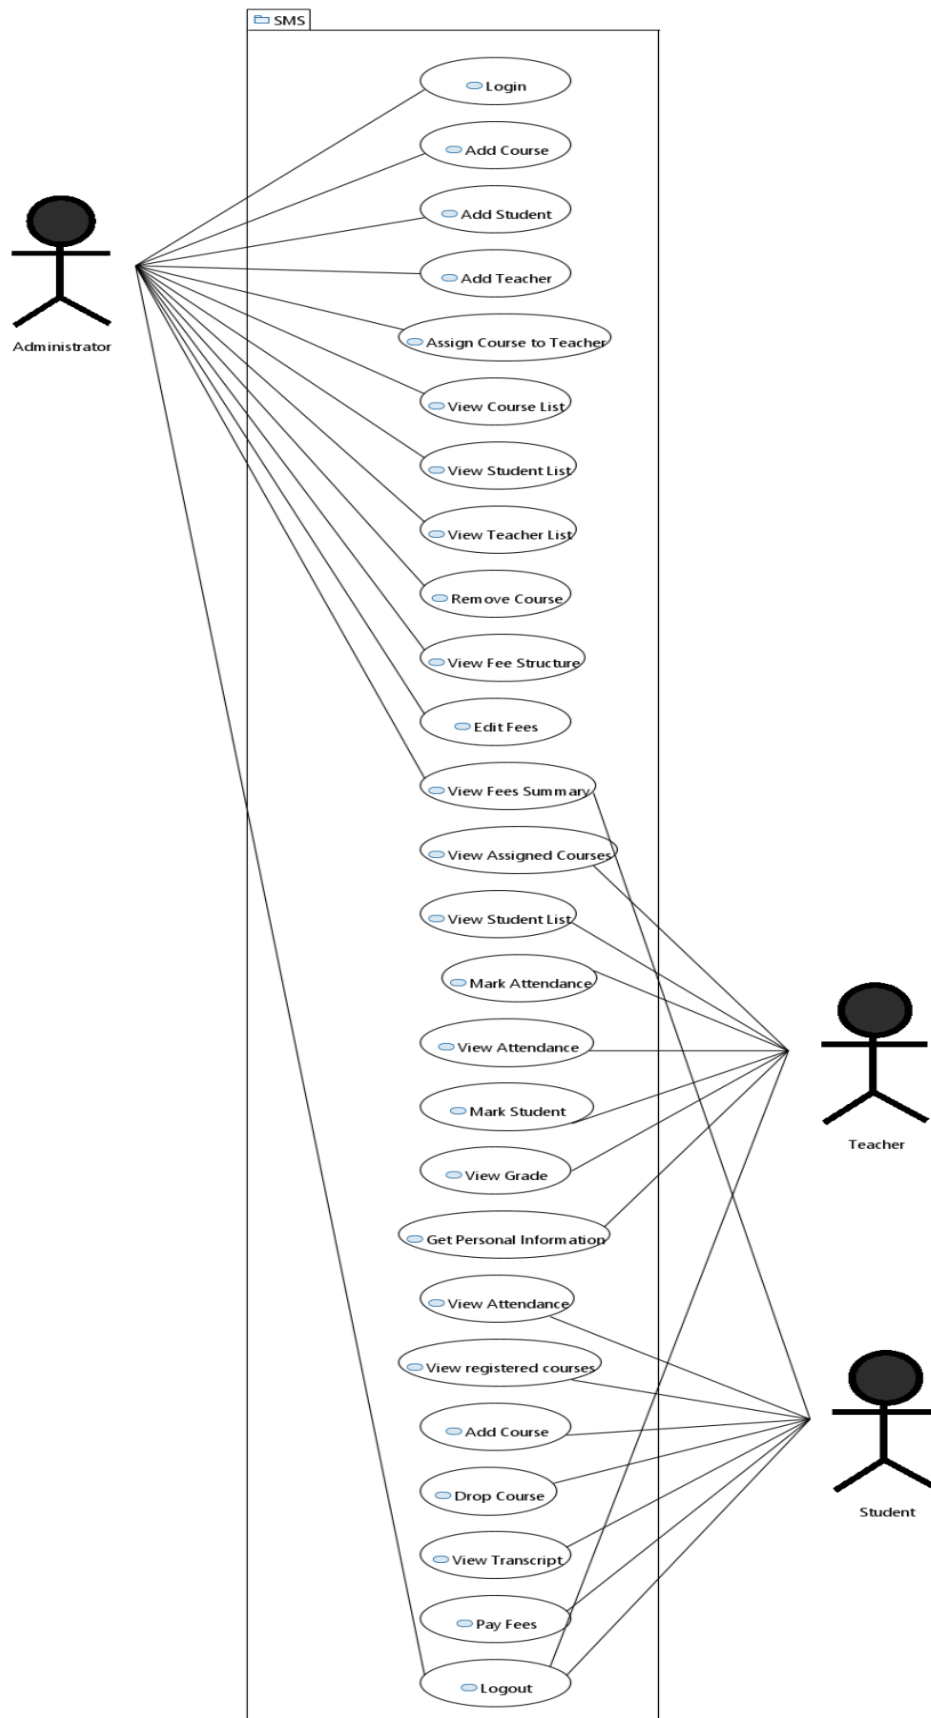 SMS
Login
Add Course
Add Student
Add Teacher
Administrator
Assign Course to Teacher
View Course List
View Student List
View Teacher List
Remove Course
View Fee Structure
Edit Fees
View Fees Summary
View Assigned Courses
View Student List
Mark Attendance
View Attendance
Mark Student
Teacher
View Grade
Get Personal Information
View Attendance
View registered courses
Add Course
Drop Course
Student
View Transcript
Pay Fees
Logout